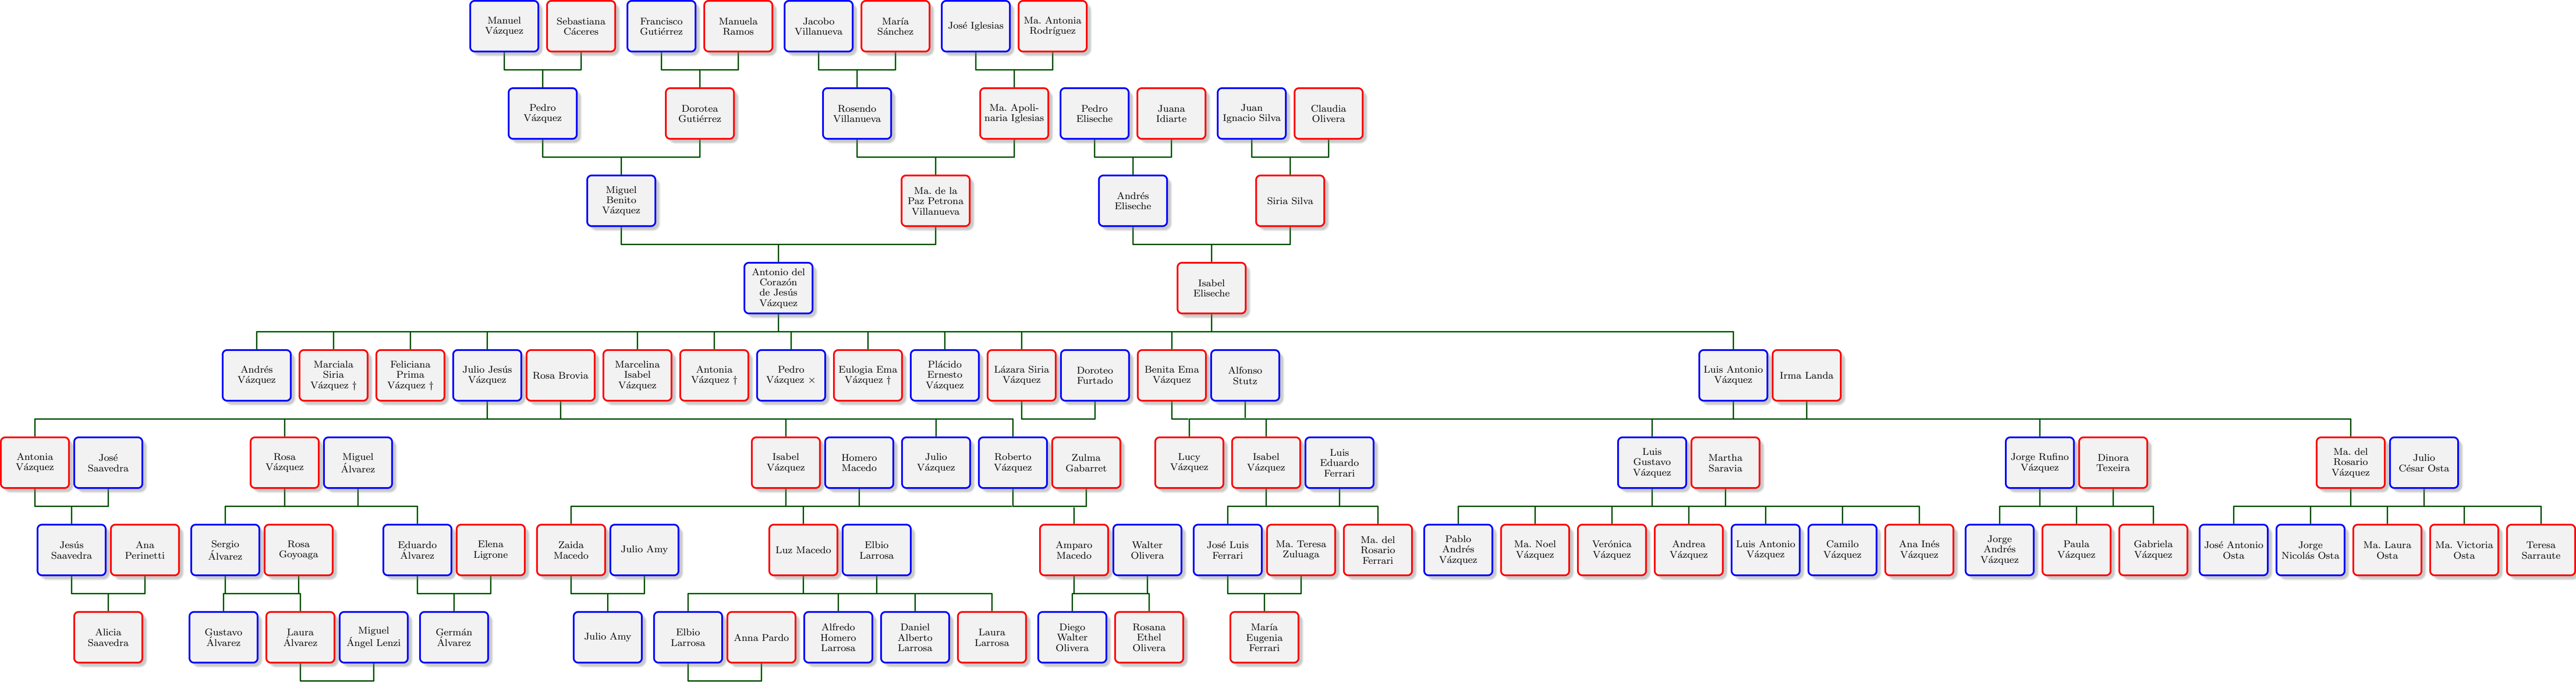 Manuel
Vázquez
Sebastiana
Cáceres
Francisco
Gutiérrez
Manuela
Ramos
Jacobo
Villanueva
María
Sánchez
José Iglesias
Ma. Antonia
Rodríguez
Pedro
Vázquez
Dorotea
Gutiérrez
Rosendo
Villanueva
Ma. Apoli-
naria Iglesias
Pedro
Eliseche
Juana
Idiarte
Juan
Ignacio Silva
Claudia
Olivera
Miguel
Benito
Vázquez
Ma. de la
Paz Petrona
Villanueva
Andrés
Eliseche
Siria Silva
Antonio del
Corazón
de Jesús
Vázquez
Isabel
Eliseche
Andrés
Vázquez
Marciala
Siria
Vázquez †
Feliciana
Prima
Vázquez †
Julio Jesús
Vázquez
Rosa Brovia
Marcelina
Isabel
Vázquez
Antonia
Vázquez †
Pedro
Vázquez ×
Eulogia Ema
Vázquez †
Plácido
Ernesto
Vázquez
Lázara Siria
Vázquez
Doroteo
Furtado
Benita Ema
Vázquez
Alfonso
Stutz
Luis Antonio
Vázquez
Irma Landa
Antonia
Vázquez
José
Saavedra
Rosa
Vázquez
Miguel
Álvarez
Isabel
Vázquez
Homero
Macedo
Julio
Vázquez
Roberto
Vázquez
Zulma
Gabarret
Lucy
Vázquez
Isabel
Vázquez
Luis
Eduardo
Ferrari
Luis
Gustavo
Vázquez
Martha
Saravia
Jorge Rufino
Vázquez
Dinora
Texeira
Ma. del
Rosario
Vázquez
Julio
César Osta
Jesús
Saavedra
Ana
Perinetti
Sergio
Álvarez
Rosa
Goyoaga
Eduardo
Álvarez
Elena
Ligrone
Zaida
Macedo
Julio Amy
Luz Macedo
Elbio
Larrosa
Amparo
Macedo
Walter
Olivera
José Luis
Ferrari
Ma. Teresa
Zuluaga
Ma. del
Rosario
Ferrari
Pablo
Andrés
Vázquez
Ma. Noel
Vázquez
Verónica
Vázquez
Andrea
Vázquez
Luis Antonio
Vázquez
Camilo
Vázquez
Ana Inés
Vázquez
Jorge
Andrés
Vázquez
Paula
Vázquez
Gabriela
Vázquez
José Antonio
Osta
Jorge
Nicolás Osta
Ma. Laura
Osta
Ma. Victoria
Osta
Teresa
Sarraute
Alicia
Saavedra
Gustavo
Álvarez
Laura
Álvarez
Miguel
Ángel Lenzi
Germán
Álvarez
Julio Amy
Elbio
Larrosa
Anna Pardo
Alfredo
Homero
Larrosa
Daniel
Alberto
Larrosa
Laura
Larrosa
Diego
Walter
Olivera
Rosana
Ethel
Olivera
María
Eugenia
Ferrari